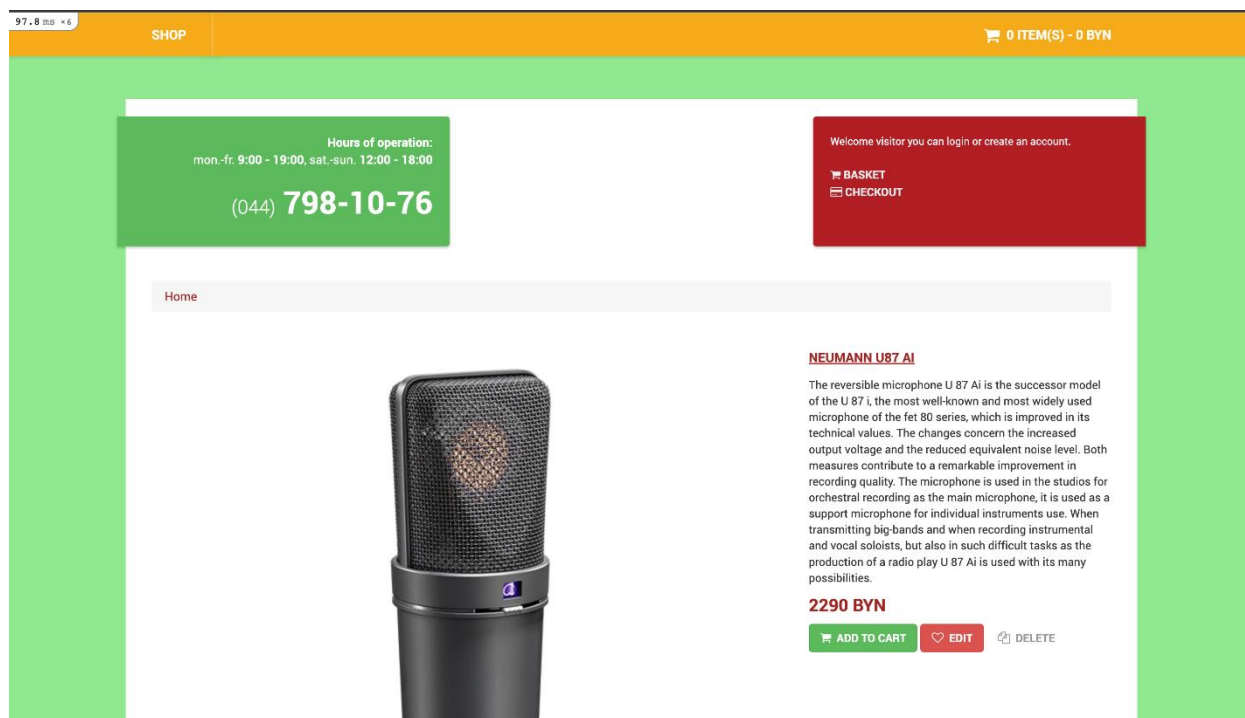 97.8 ms ×6
SHOP
0 ITEM(S) - 0 BYN
Hours of operation:
mon.-fr. 9:00 - 19:00, sat.-sun. 12:00 - 18:00
(044) 798-10-76
Welcome visitor you can login or create an account.
BASKET
CHECKOUT
Home
NEUMANN U87 AI
The reversible microphone U 87 Ai is the successor model
of the U 87 i, the most well-known and most widely used
microphone of the fet 80 series, which is improved in its
technical values. The changes concern the increased
output voltage and the reduced equivalent noise level. Both
measures contribute to a remarkable improvement in
recording quality. The microphone is used in the studios for
orchestral recording as the main microphone, it is used as a
support microphone for individual instruments use. When
transmitting big-bands and when recording instrumental
and vocal soloists, but also in such difficult tasks as the
production of a radio play U 87 Ai is used with its many
possibilities.
2290 BYN
ADD TO CART
EDIT
DELETE